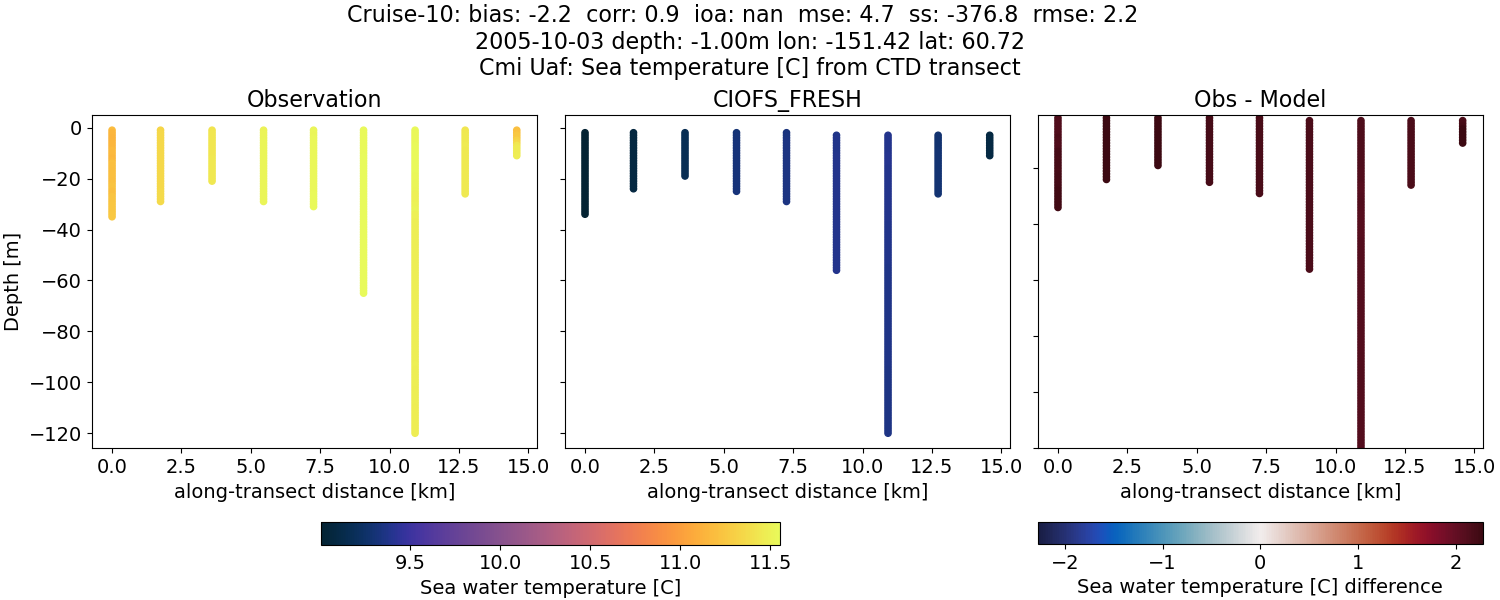 Cruise-10: bias: -2.2  corr: 0.9  ioa: nan  mse: 4.7  ss: -376.8  rmse: 2.2
2005-10-03 depth: -1.00m lon: -151.42 lat: 60.72
Cmi Uaf: Sea temperature [C] from CTD transect
Observation
CIOFS_FRESH
Obs - Model
Depth [m]
0
−20
−40
−60
−80
−100
−120
0.0 2.5 5.0 7.5 10.0 12.5 15.0
0.0 2.5 5.0 7.5 10.0 12.5 15.0
0.0 2.5 5.0 7.5 10.0 12.5 15.0
along-transect distance [km]
along-transect distance [km]
along-transect distance [km]
9.5 10.0 10.5 11.0 11.5
Sea water temperature [C]
−2 −1 0 1 2
Sea water temperature [C] difference